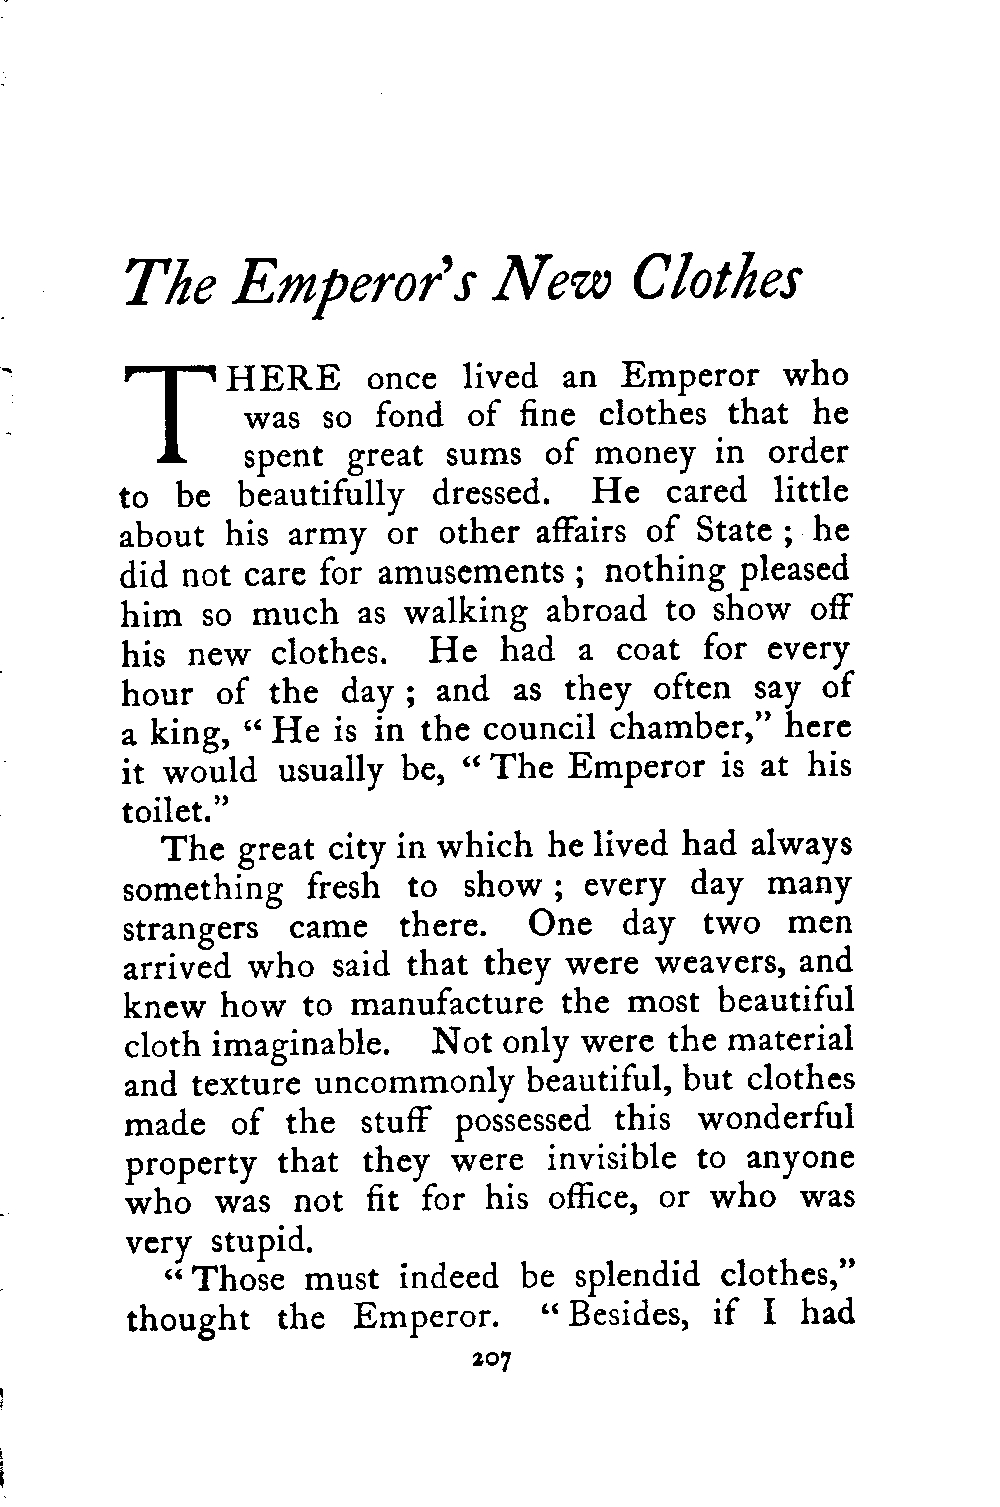 The Emperor's New Clothes
THERE once lived an Emperor who
was so fond of fine clothes that he
spent great sums of money in order
to be beautifully dressed. He cared little
about his army or other affairs of State ; he
did not care for amusements ; nothing pleased
him so much as walking abroad to show off
his new clothes. He had a coat for every
hour of the day ; and as they often say of
a king, “ He is in the council chamber,” here
it would usually be, “ The Emperor is at his
toilet.”
The great city in which he lived had always
something fresh to show ; every day many
strangers came there. One day two men
arrived who said that they were weavers, and
knew how to manufacture the most beautiful
cloth imaginable. Not only were the material
and texture uncommonly beautiful, but clothes
made of the stuff possessed this wonderful
property that they were invisible to anyone
who was not fit for his office, or who was
very stupid.
“ Those must indeed be splendid clothes,”
thought the Emperor. “ Besides, if I had
207